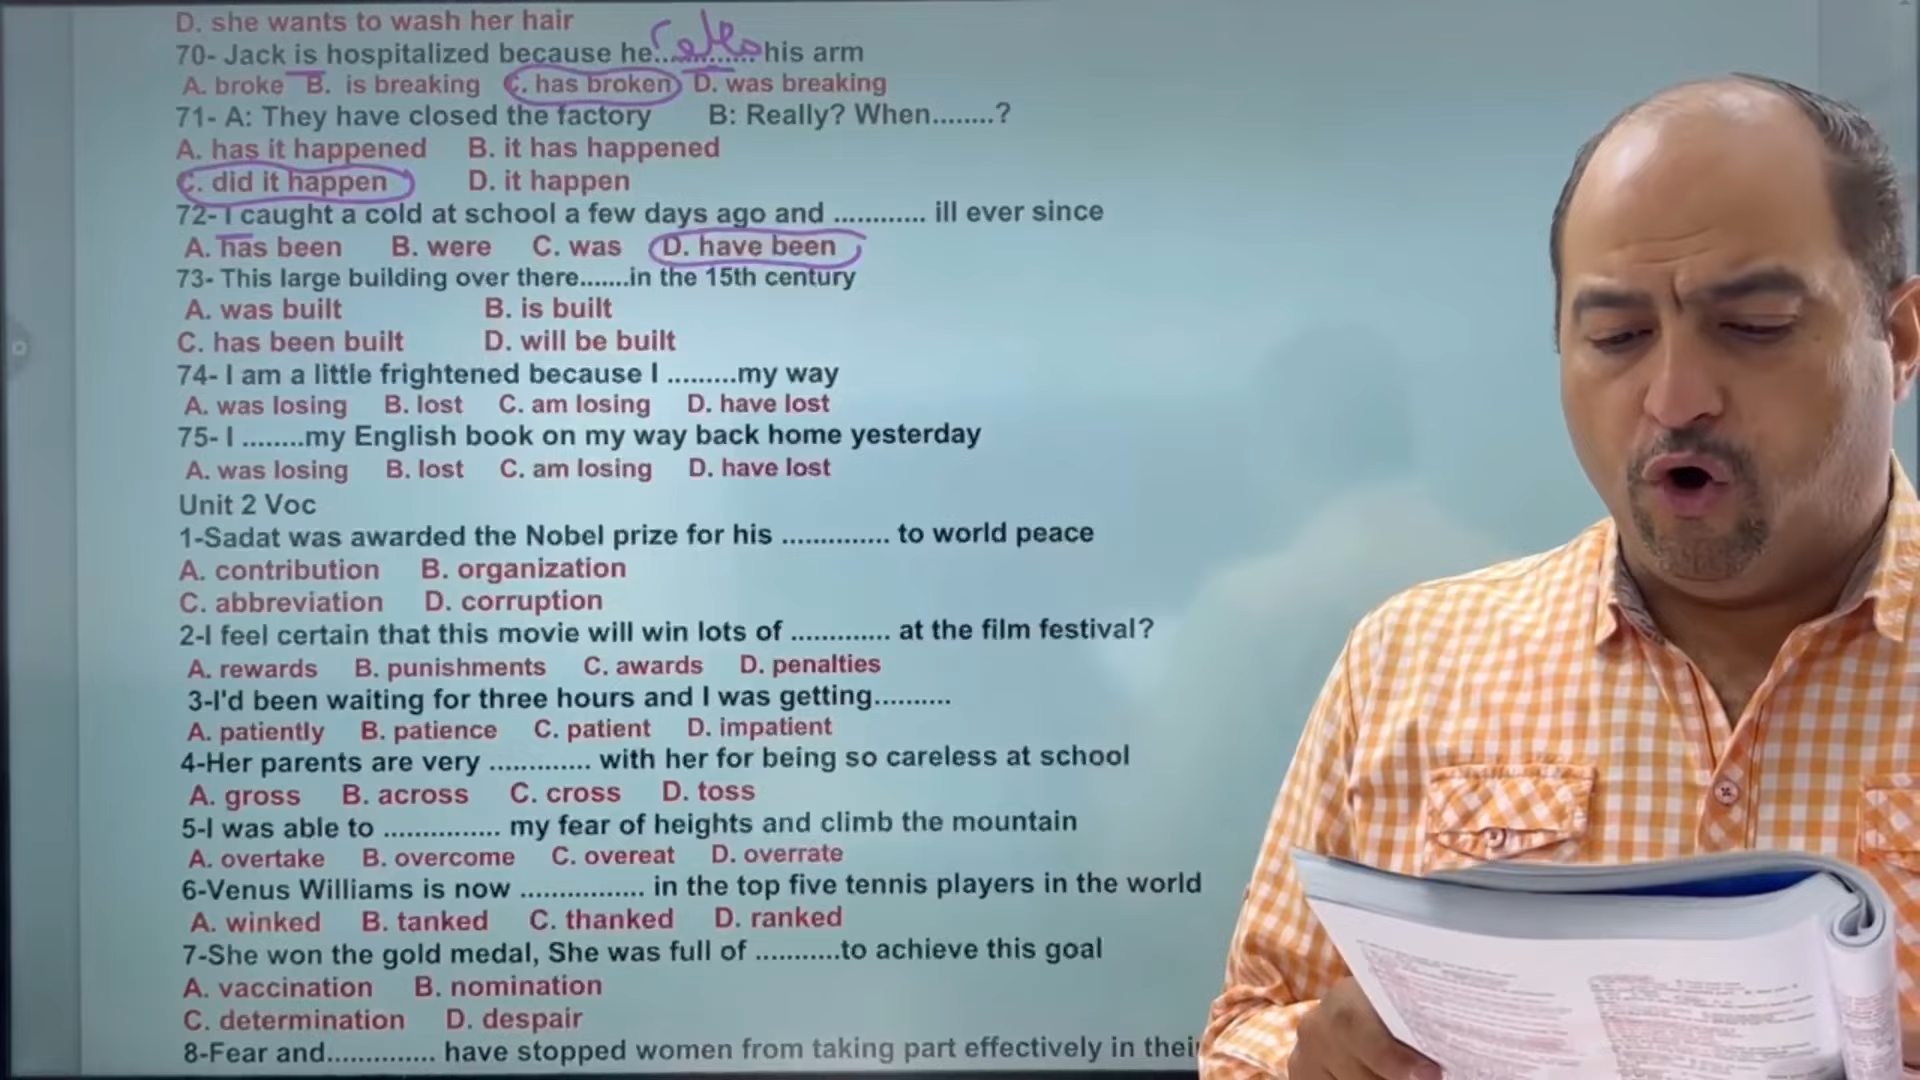 D. she wants to wash her hair
70- Jack is hospitalized because he............his arm
A. broke B. is breaking C. has broken D. was breaking
71- A: They have closed the factory B: Really? When........?
A. has it happened B. it has happened
C. did it happen D. it happen
72- I caught a cold at school a few days ago and ............ ill ever since
A. has been B. were C. was D. have been
73- This large building over there.......in the 15th century
A. was built B. is built
C. has been built D. will be built
74- I am a little frightened because I .........my way
A. was losing B. lost C. am losing D. have lost
75- I ........my English book on my way back home yesterday
A. was losing B. lost C. am losing D. have lost
Unit 2 Voc
1-Sadat was awarded the Nobel prize for his .............. to world peace
A. contribution B. organization
C. abbreviation D. corruption
2-I feel certain that this movie will win lots of ............. at the film festival?
A. rewards B. punishments C. awards D. penalties
3-I'd been waiting for three hours and I was getting..........
A. patiently B. patience C. patient D. impatient
4-Her parents are very ............. with her for being so careless at school
A. gross B. across C. cross D. toss
5-I was able to ............... my fear of heights and climb the mountain
A. overtake B. overcome C. overeat D. overrate
6-Venus Williams is now ................ in the top five tennis players in the world
A. winked B. tanked C. thanked D. ranked
7-She won the gold medal, She was full of ...........to achieve this goal
A. vaccination B. nomination
C. determination D. despair
8-Fear and.............. have stopped women from taking part effectively in their